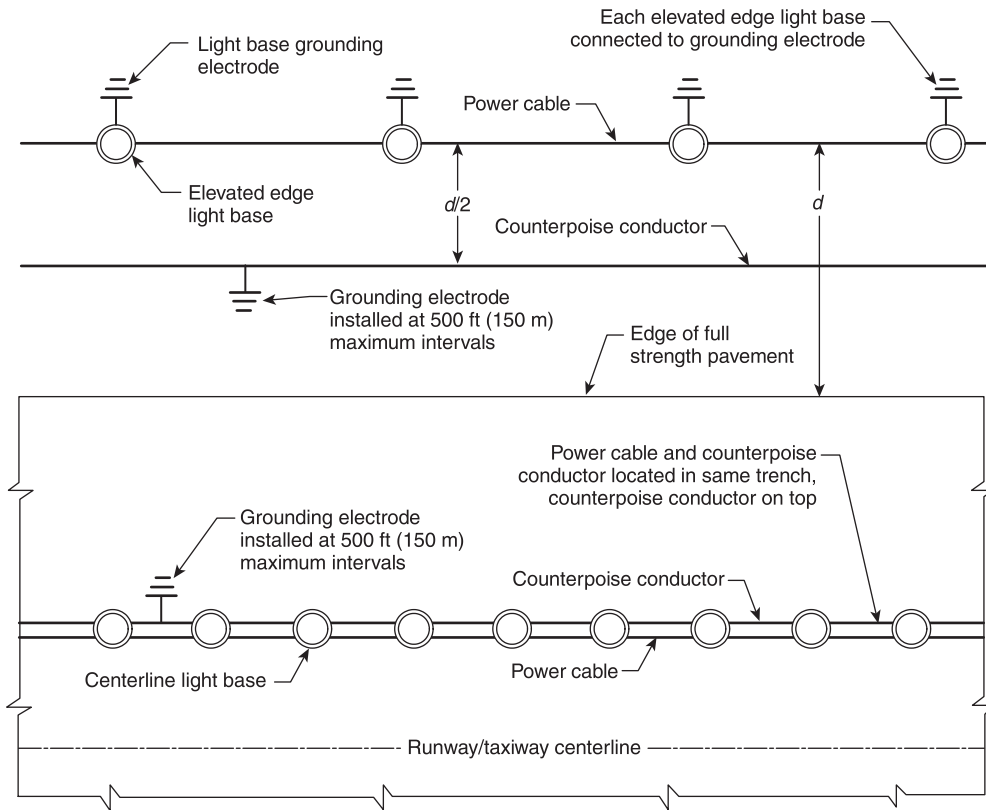 Light base grounding
electrode
Each elevated edge light base
connected to grounding electrode
Power cable
Elevated edge
light base
d/2
d
Counterpoise conductor
Grounding electrode
installed at 500 ft (150 m)
maximum intervals
Edge of full
strength pavement
Power cable and counterpoise
conductor located in same trench,
counterpoise conductor on top
Grounding electrode
installed at 500 ft (150 m)
maximum intervals
Counterpoise conductor
Centerline light base
Power cable
Runway/taxiway centerline